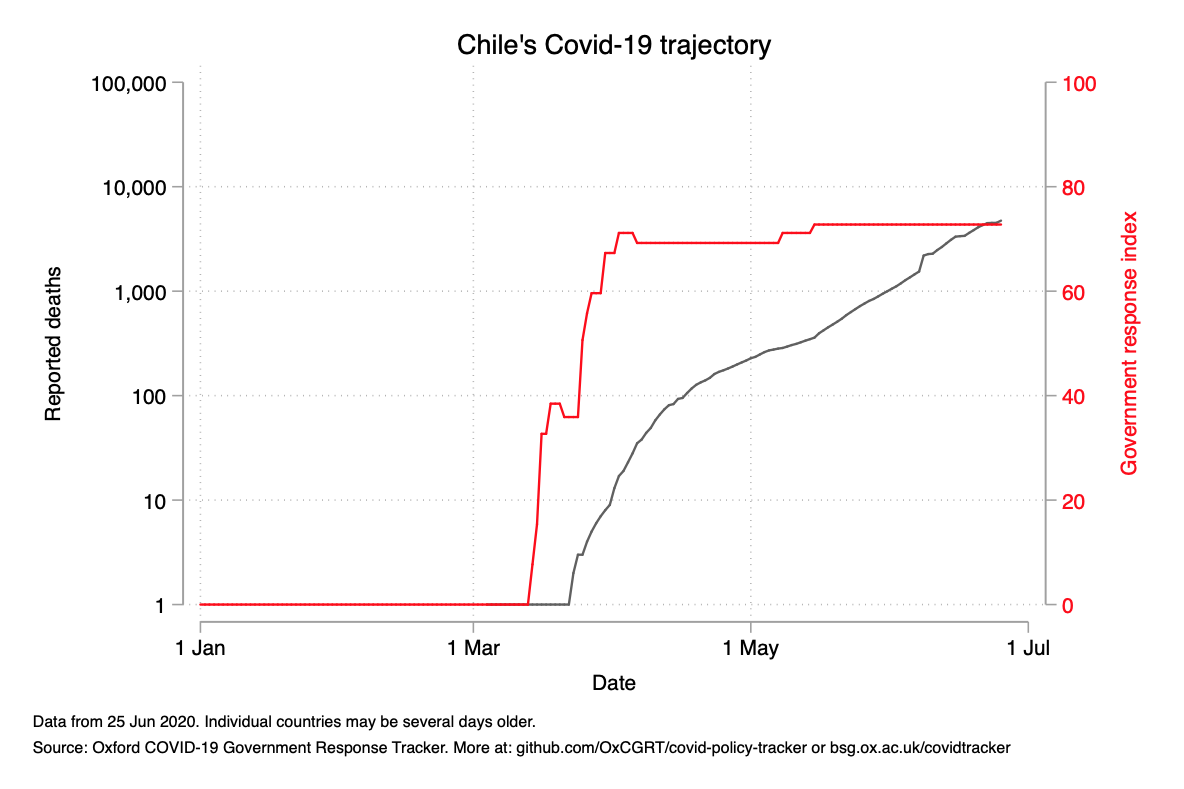 Chile's Covid-19 trajectory
100,000
10,000
1,000
100
10
1
Reported deaths
100
80
60
40
20
0
Government response index
1 Jan
1 Mar
1 May
1 Jul
Date
Data from 25 Jun 2020. Individual countries may be several days older.
Source: Oxford COVID-19 Government Response Tracker. More at: github.com/OxCGRT/covid-policy-tracker or bsg.ox.ac.uk/covidtracker